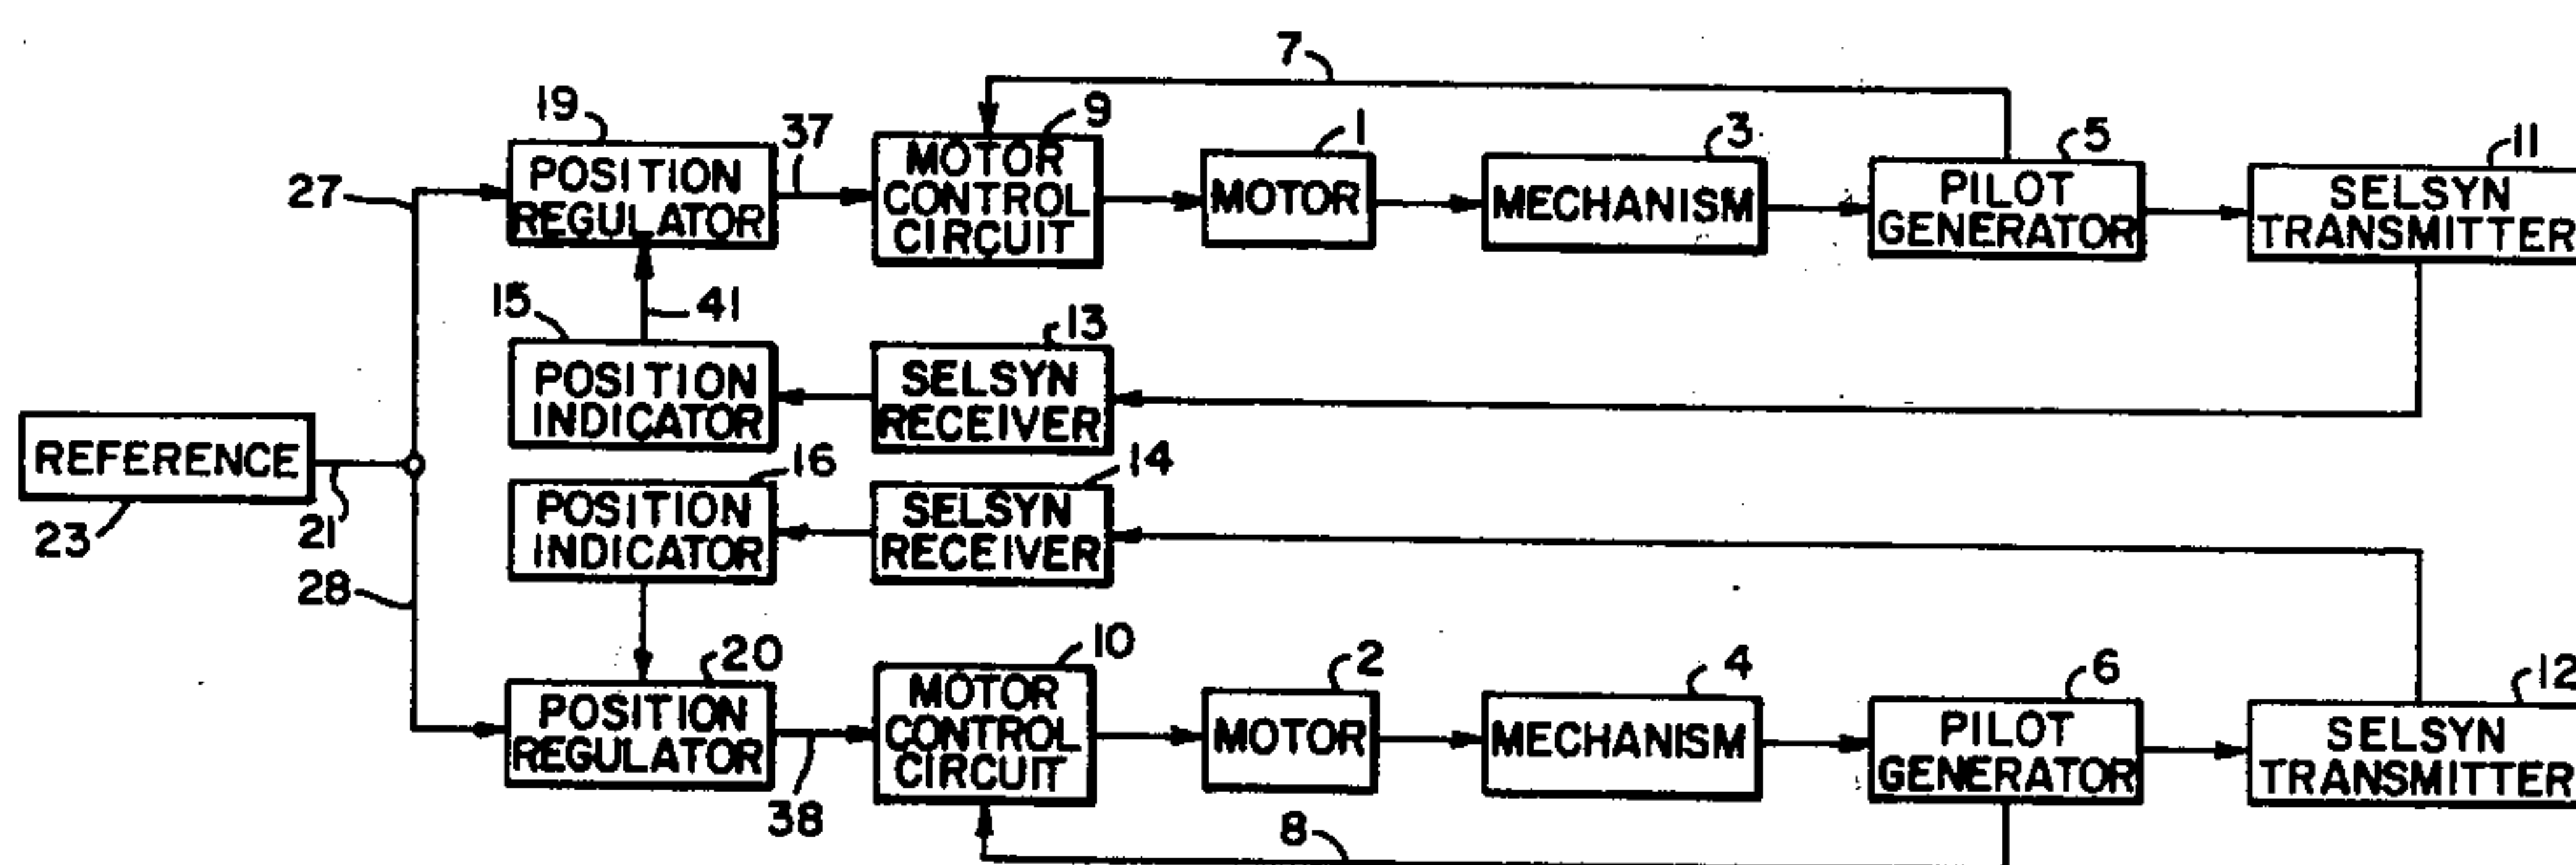 7
19
37
9
1
3
5
11
27
POSITION
REGULATOR
MOTOR
CONTROL
CIRCUIT
MOTOR
MECHANISM
PILOT
GENERATOR
SELSYN
TRANSMITTER
15
41
13
POSITION
INDICATOR
SELSYN
RECEIVER
REFERENCE
23
21
16
14
POSITION
INDICATOR
SELSYN
RECEIVER
28
20
10
2
4
6
12
POSITION
REGULATOR
MOTOR
CONTROL
CIRCUIT
MOTOR
MECHANISM
PILOT
GENERATOR
SELSYN
TRANSMITTER
38
8